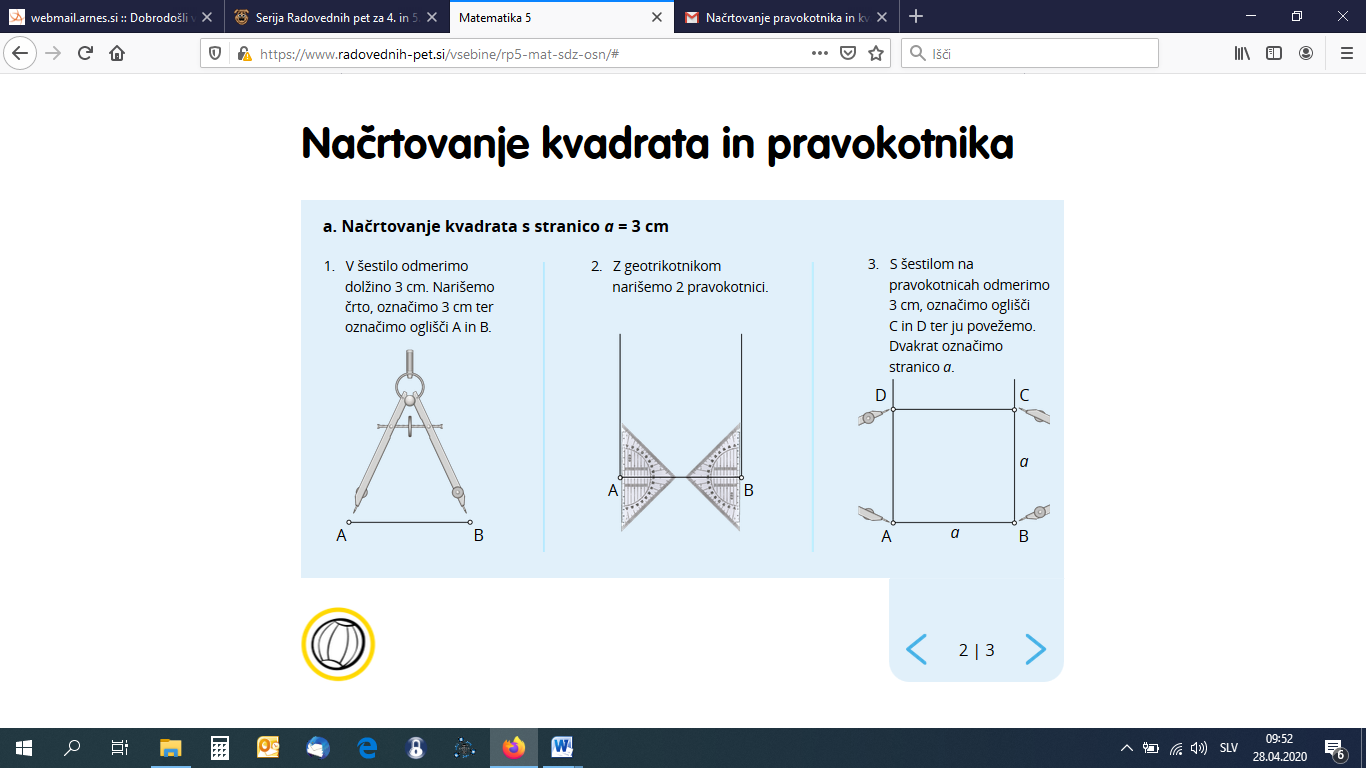 webmail.arnes.si :: Dobrodošli v
Serija Radovednih pet za 4. in 5.
Matematika 5
Načrtovanje pravokotnika in kv
https://www.radovednih-pet.si/vsebine/rp5-mat-sdz-osn/#
Išči
Načrtovanje kvadrata in pravokotnika
a. Načrtovanje kvadrata s stranico a = 3 cm
1. V šestilo odmerimo
dolžino 3 cm. Narišemo
črto, označimo 3 cm ter
označimo oglišči A in B.
A
B
2. Z geotrikotnikom
narišemo 2 pravokotnici.
A
B
3. S šestilom na
pravokotnicah odmerimo
3 cm, označimo oglišči
C in D ter ju povežemo.
Dvakrat označimo
stranico a.
D
C
a
A
a
B
2 | 3
SLV
09:52
28.04.2020
6